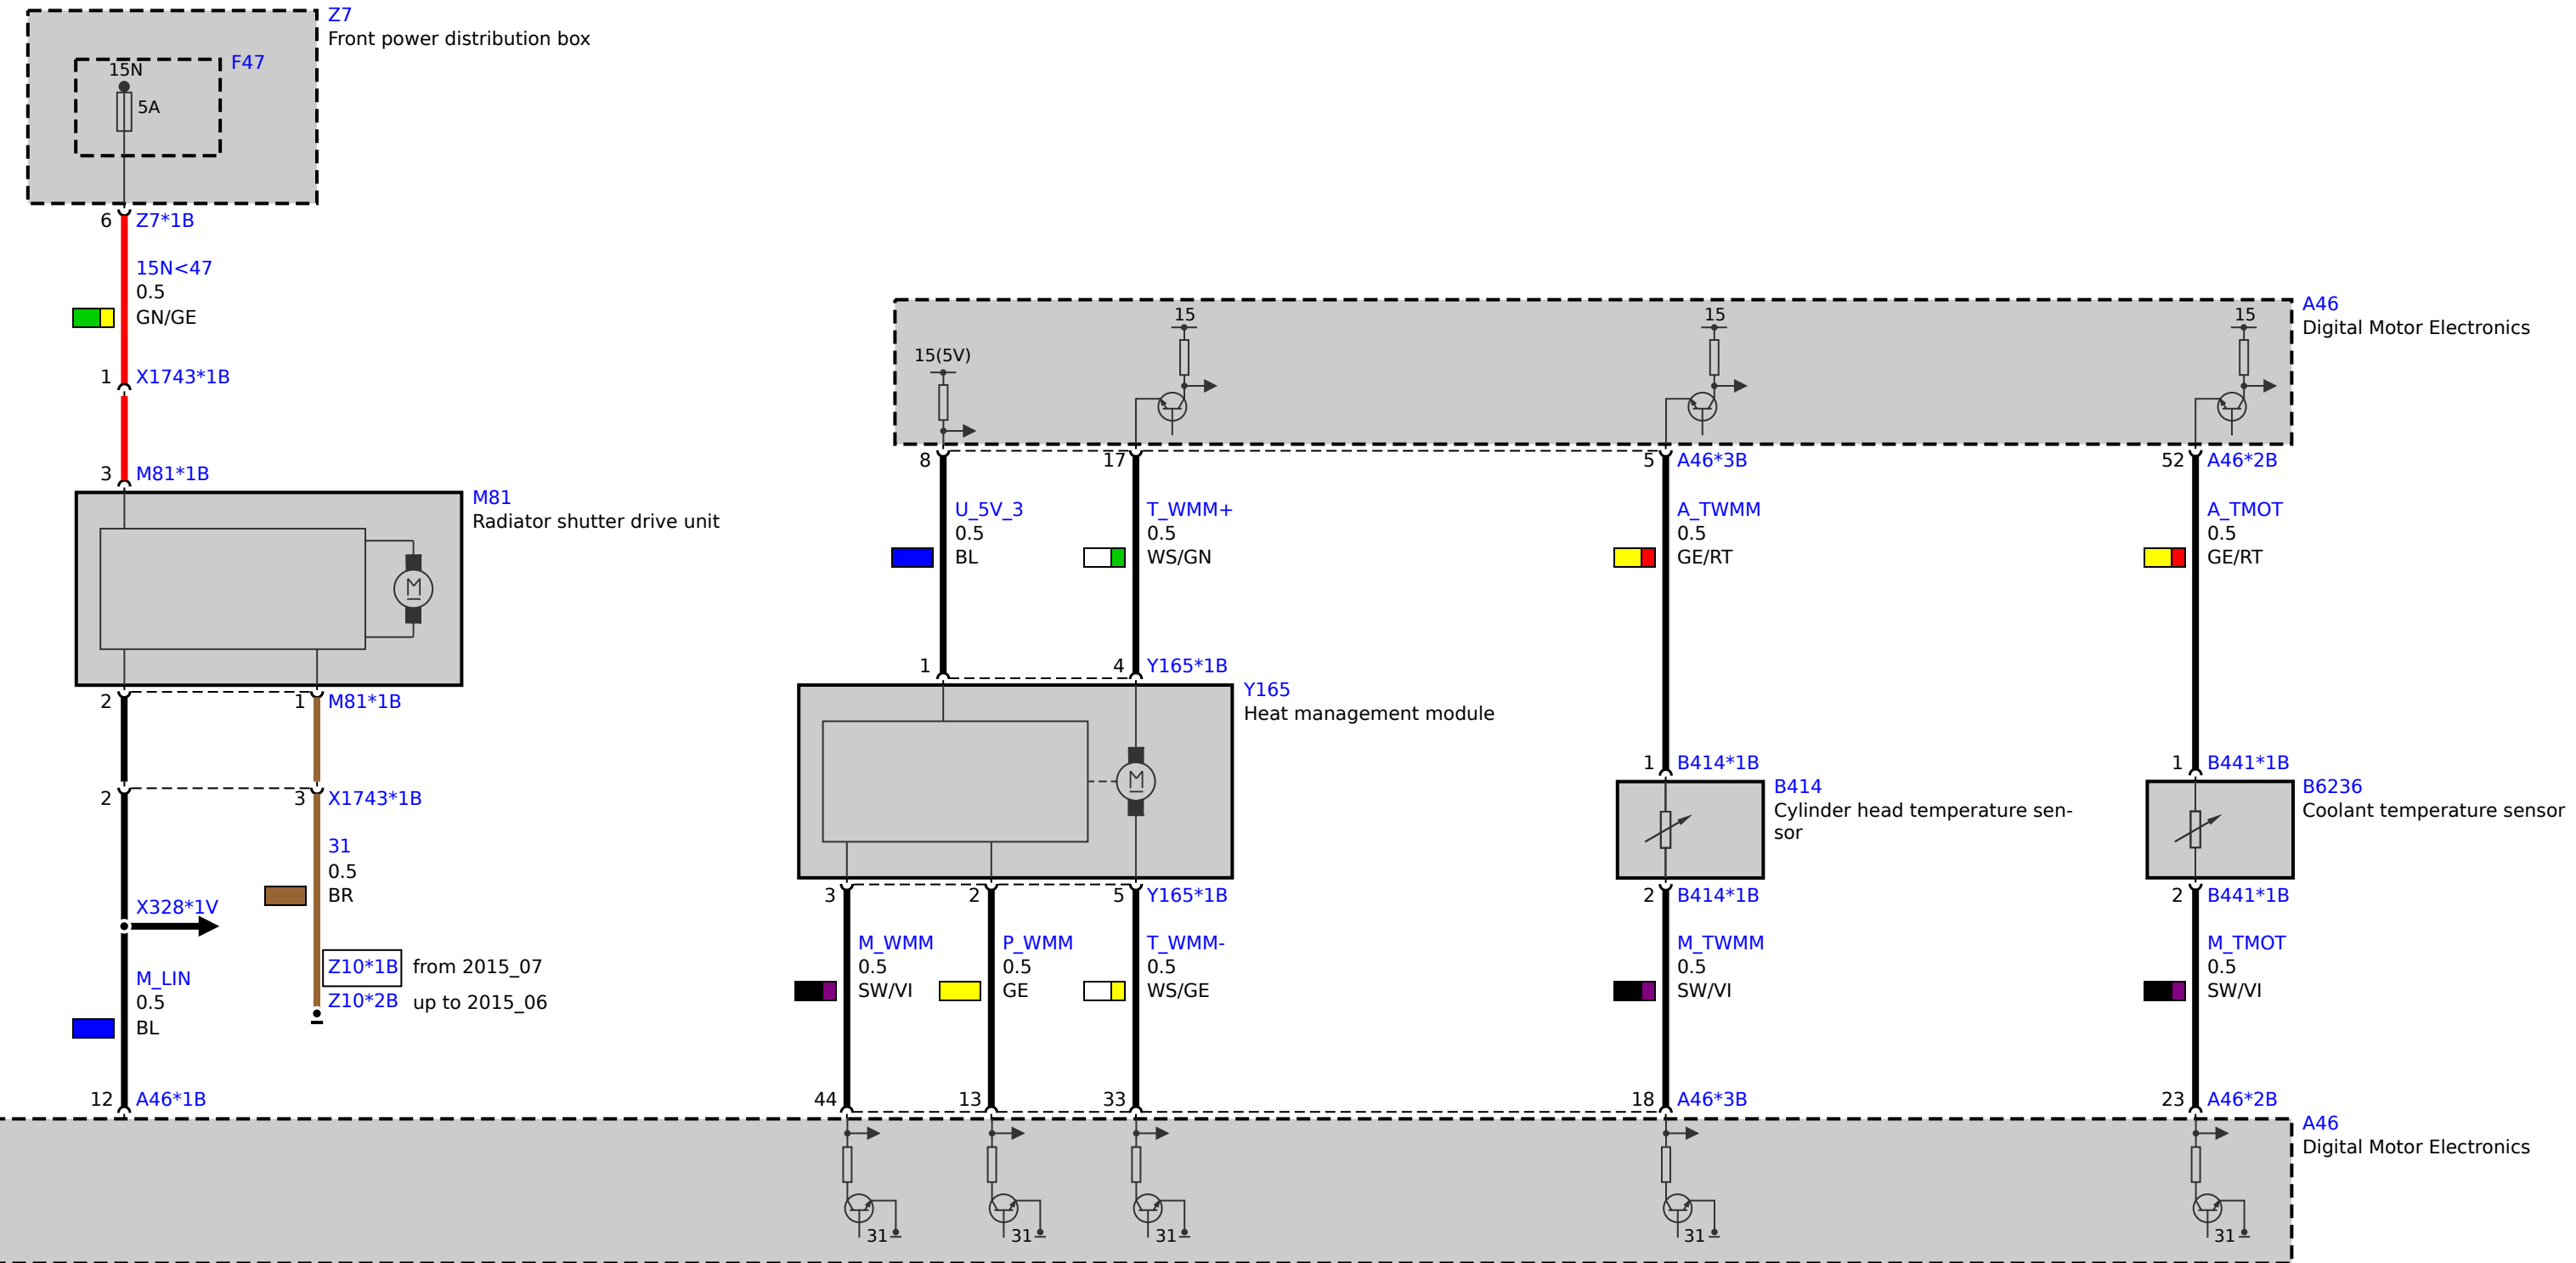 Z7
Front power distribution box
F47
15N
5A
6 Z7*1B
15N<47
0.5
GN/GE
1 X1743*1B
3 M81*1B
M81
Radiator shutter drive unit
M
2 1 M81*1B
2 3 X1743*1B
31
0.5
BR
X328*1V
Z10*1B from 2015_07
Z10*2B up to 2015_06
M_LIN
0.5
BL
12 A46*1B
A46
Digital Motor Electronics
15 15 15
15(5V)
8 17 5 A46*3B 52 A46*2B
U_5V_3 T_WMM+ A_TWMM A_TMOT
0.5 0.5 0.5 0.5
BL WS/GN GE/RT GE/RT
1 4 Y165*1B
Y165
Heat management module
M
1 B414*1B 1 B441*1B
B414
Cylinder head temperature sen-
sor
B6236
Coolant temperature sensor
3 2 5 Y165*1B 2 B414*1B 2 B441*1B
M_WMM P_WMM T_WMM- M_TWMM M_TMOT
0.5 0.5 0.5 0.5 0.5
SW/VI GE WS/GE SW/VI SW/VI
44 13 33 18 A46*3B 23 A46*2B
A46
Digital Motor Electronics
31 31 31 31 31